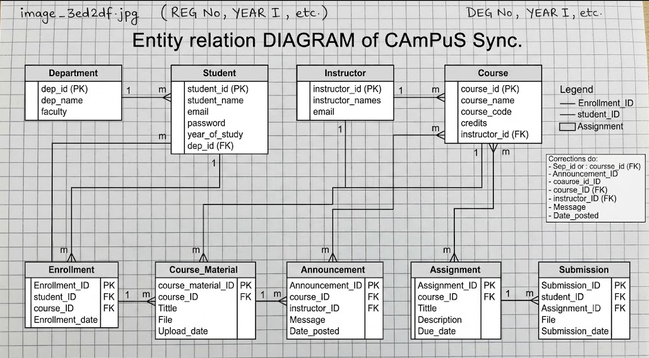 image_3ed2df.jpg (REG No, YEAR I, etc.) DEG No, YEAR I, etc.
Entity relation DIAGRAM of CAmPuS Sync.
Department
dep_id (PK)
dep_name
faculty
1 m
Student
student_id (PK)
student_name
email
password
year_of_study
dep_id (FK)
m
1
Instructor
instructor_id (PK)
instructor_names
email
1 m
1
m
Course
course_id (PK)
course_name
course_code
credits
instructor_id (FK)
1 m
Legend
Enrollment_ID
student_ID
Assignment
Corrections do:
- Sep_id or : coursse_id (FK)
- Announcement_ID
- coauroe_id_ID
- course_ID (FK)
- instructor_ID (FK)
- Message
- Date_posted
m m m m
Enrollment
Enrollment_ID PK
student_ID FK
course_ID FK
Enrollment_date
1 m
Course_Material
course_material_ID PK
course_ID FK
Tittle
File
Upload_date
1 m
Announcement
Announcement_ID PK
course_ID FK
instructor_ID FK
Message
Date_posted
Assignment
Assignment_ID PK
course_ID FK
Tittle
Description
Due_date
1 m
Submission
Submission_ID PK
student_ID FK
Assignment_ID FK
File
Submission_date